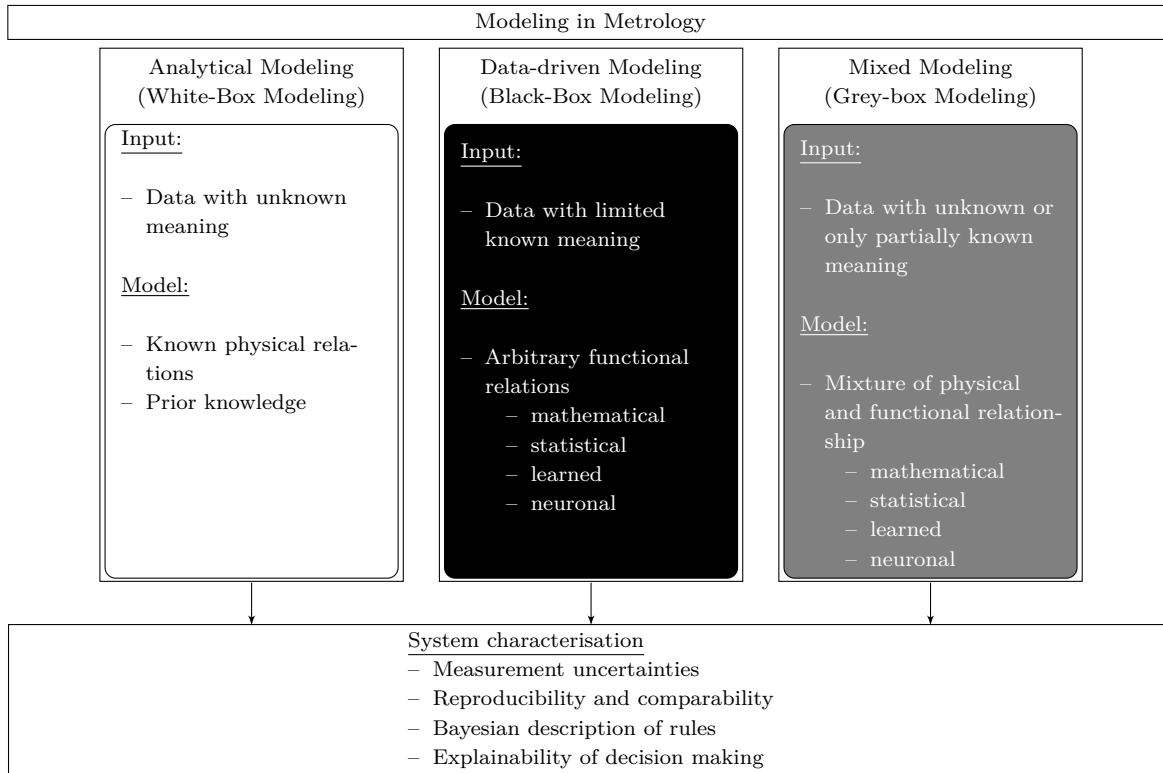 Modeling in Metrology
Analytical Modeling
(White-Box Modeling)
Input:
– Data with unknown
meaning
Model:
– Known physical rela-
tions
– Prior knowledge
Data-driven Modeling
(Black-Box Modeling)
Input:
– Data with limited
known meaning
Model:
– Arbitrary functional
relations
– mathematical
– statistical
– learned
– neuronal
Mixed Modeling
(Grey-box Modeling)
Input:
– Data with unknown or
only partially known
meaning
Model:
– Mixture of physical
and functional relation-
ship
– mathematical
– statistical
– learned
– neuronal
System characterisation
– Measurement uncertainties
– Reproducibility and comparability
– Bayesian description of rules
– Explainability of decision making